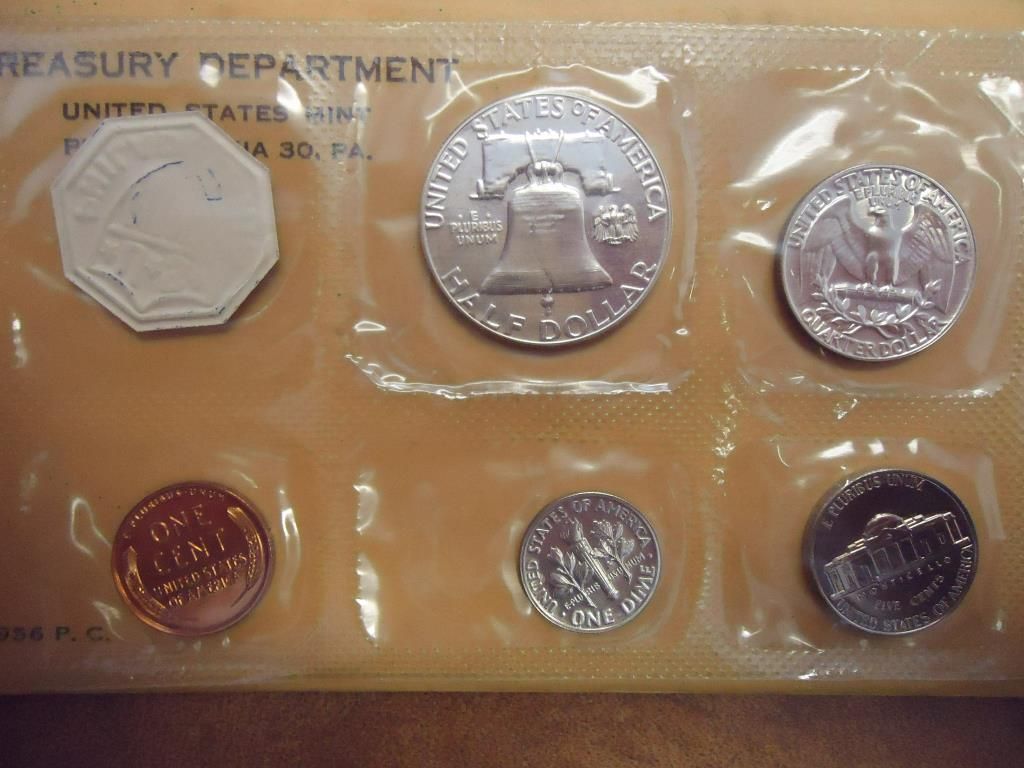 REASURY DEPARTMENT
UNITED STATES MINT
IA 30, PA.
UNITED STATES OF AMERICA
E
PLURIBUS
UNUM
HALF DOLLAR
UNITED STATES OF AMERICA
E PLURIBUS
UNUM
QUARTER DOLLAR
ONE
CENT
UNITED STATES
OF AMERICA
UNITED STATES OF AMERICA
E PLURIBUS UNUM
ONE DIME
E PLURIBUS UNUM
MONTICELLO
FIVE CENTS
UNITED STATES OF AMERICA
956 P. C.